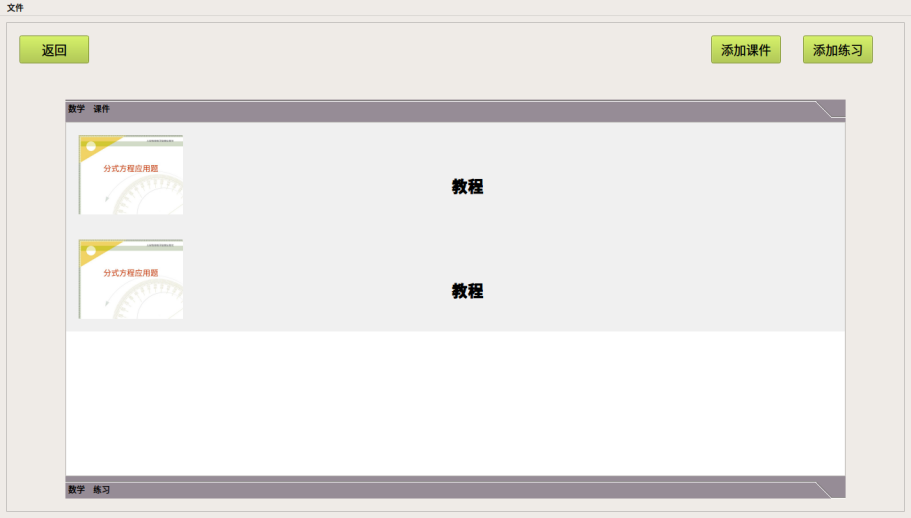 文件
返回
添加课件
添加练习
数学 课件
分式方程应用题
教程
分式方程应用题
教程
数学 练习